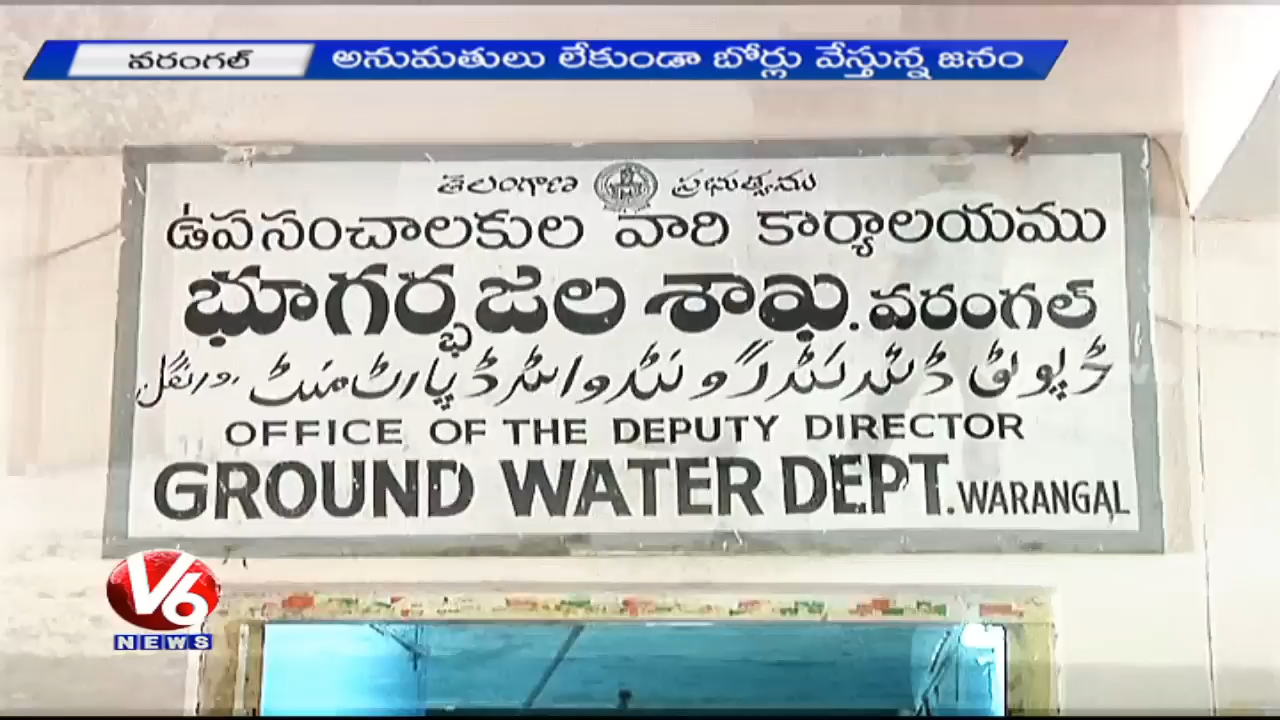 వరంగల్ అనుమతులు లేకుండా బోర్లు వేస్తున్న జనం
తెలంగాణ ప్రభుత్వము
ఉపసంచాలకుల వారి కార్యాలయము
భూగర్భజల శాఖ. వరంగల్
OFFICE OF THE DEPUTY DIRECTOR
GROUND WATER DEPT. WARANGAL
V6
NEWS